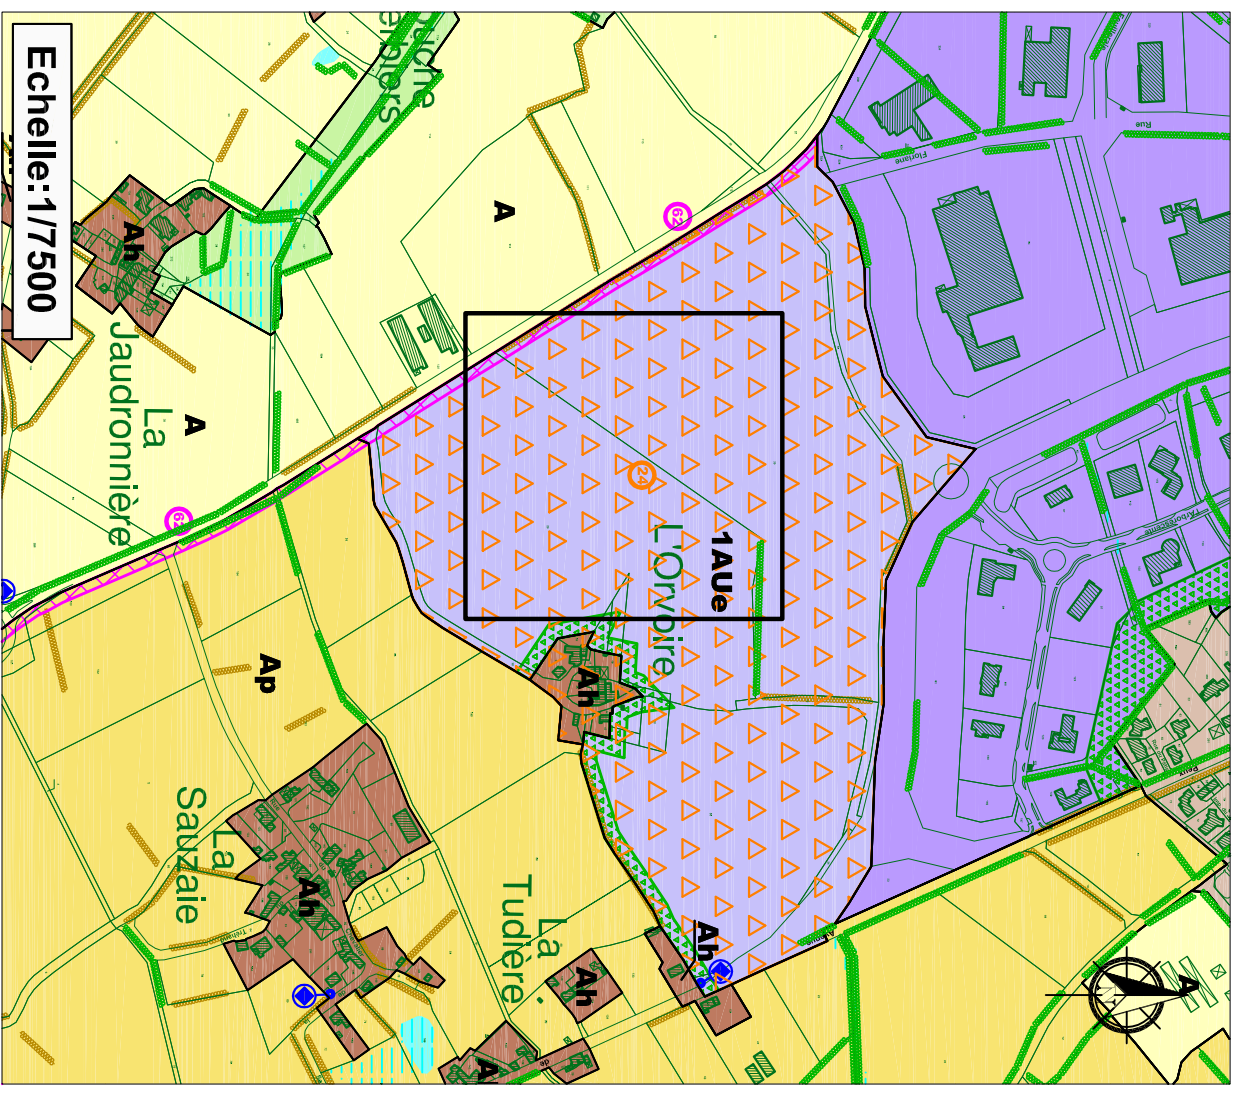 Echelle:1/7500
A
62
Ah
La
Jaudronnière
A
62
Ap
24
1AUe
L'Orvoire
Ah
La
Sauzaie
Ah
La
Tudière
Ah
Ah
A
A
Rue
Floriane